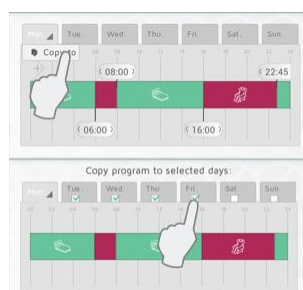 Mon. Tue. Wed. Thu. Fri. Sat. Sun.
Copy to
08:00
22:45
06:00
16:00
Copy program to selected days:
Mon. Tue. Wed. Thu. Fri. Sat. Sun.